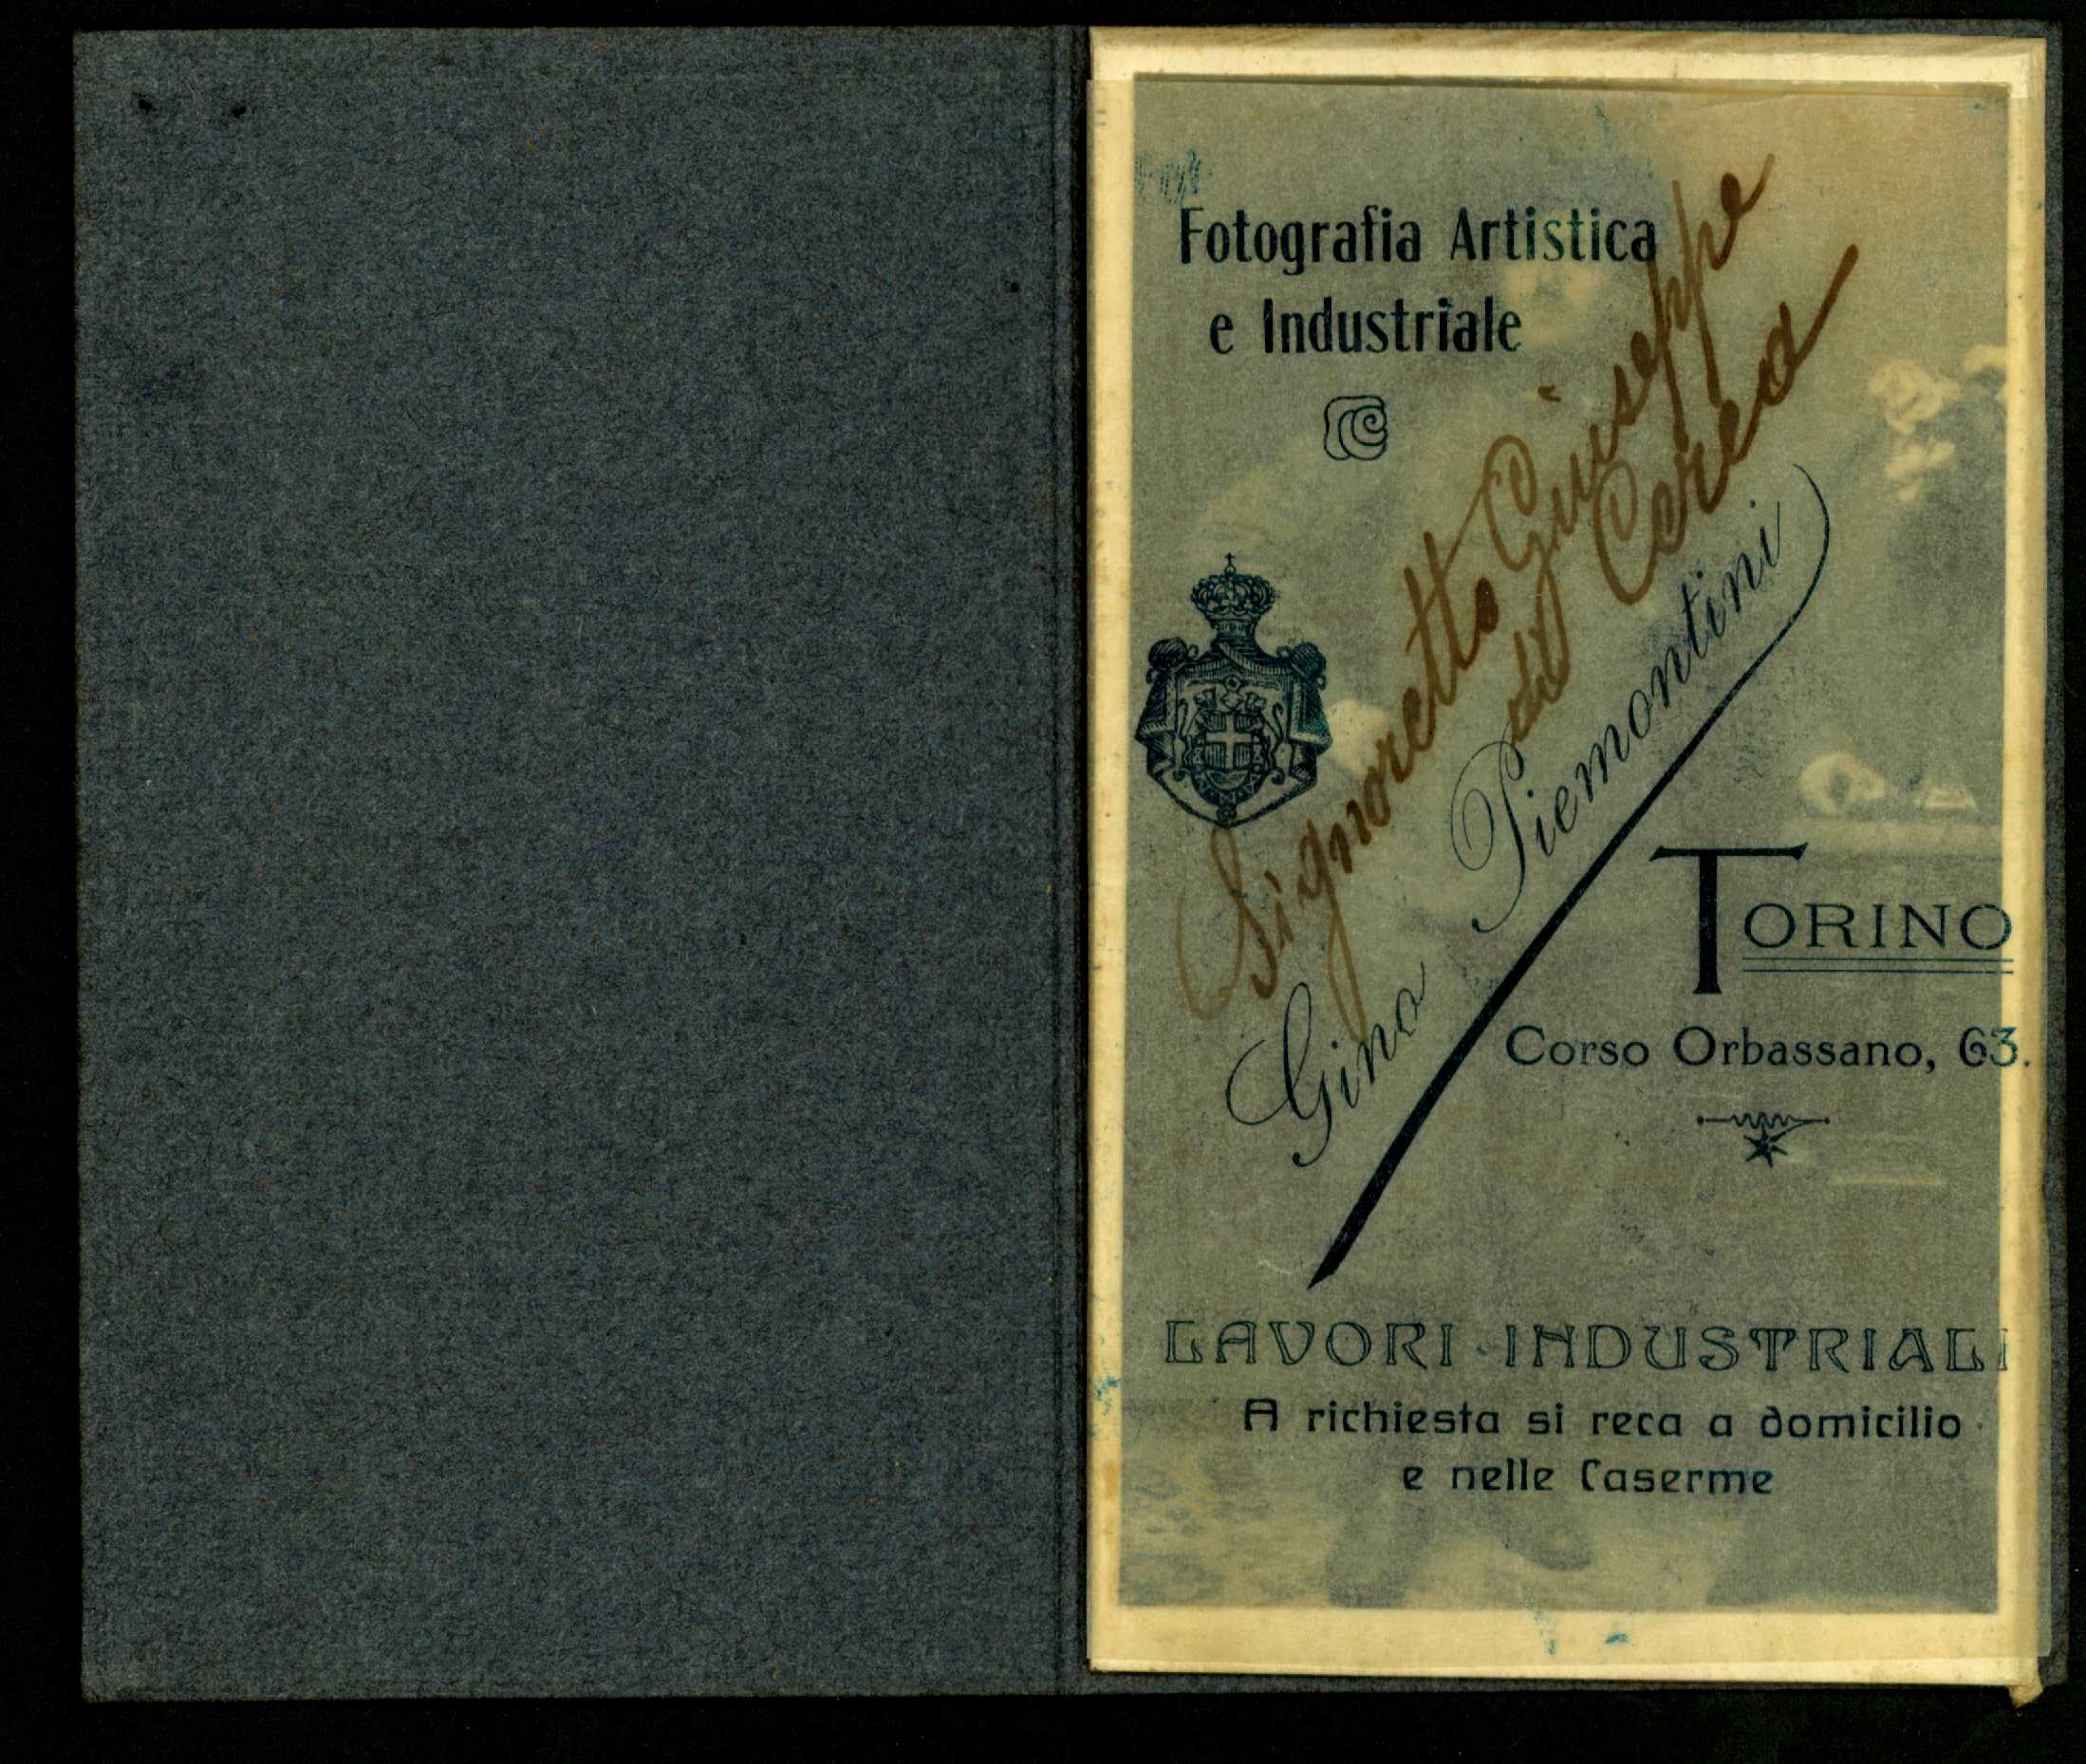 Fotografia Artistica
e Industriale
Signoretto Giuseppe
di Cerea
Gino Piemontini
TORINO
Corso Orbassano, 63.
LAVORI INDUSTRIALI
A richiesta si reca a domicilio
e nelle Caserme